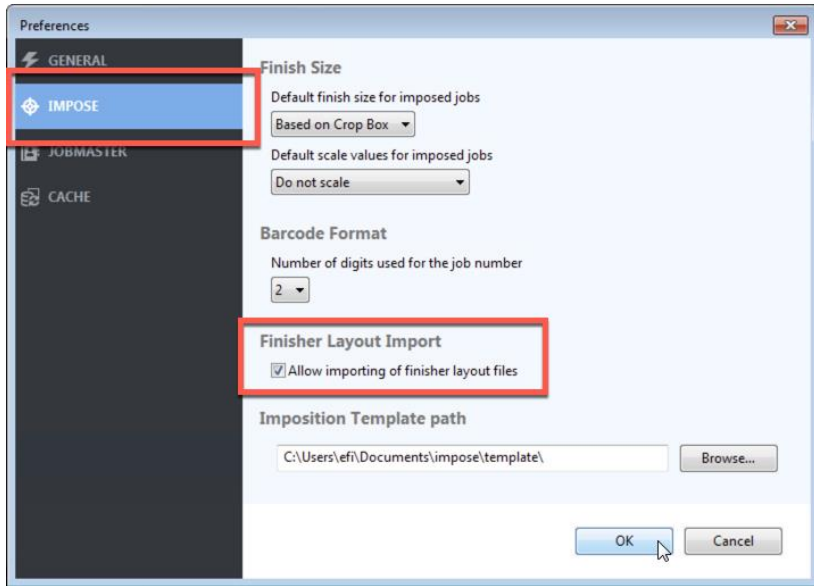 Preferences
GENERAL
IMPOSE
JOBMASTER
CACHE
Finish Size
Default finish size for imposed jobs
Based on Crop Box
Default scale values for imposed jobs
Do not scale
Barcode Format
Number of digits used for the job number
2
Finisher Layout Import
Allow importing of finisher layout files
Imposition Template path
C:\Users\efi\Documents\impose\template\
Browse...
OK
Cancel